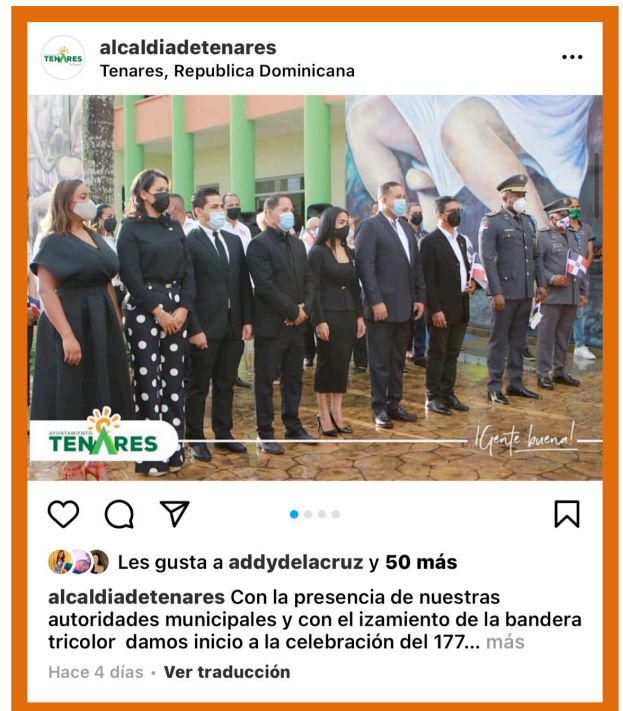 TENARES
alcaldiadetenares
Tenares, Republica Dominicana
AYUNTAMIENTO
TENARES
¡Gente buena!
Les gusta a addydelacruz y 50 más
alcaldiadetenares Con la presencia de nuestras
autoridades municipales y con el izamiento de la bandera
tricolor damos inicio a la celebración del 177... más
Hace 4 días · Ver traducción